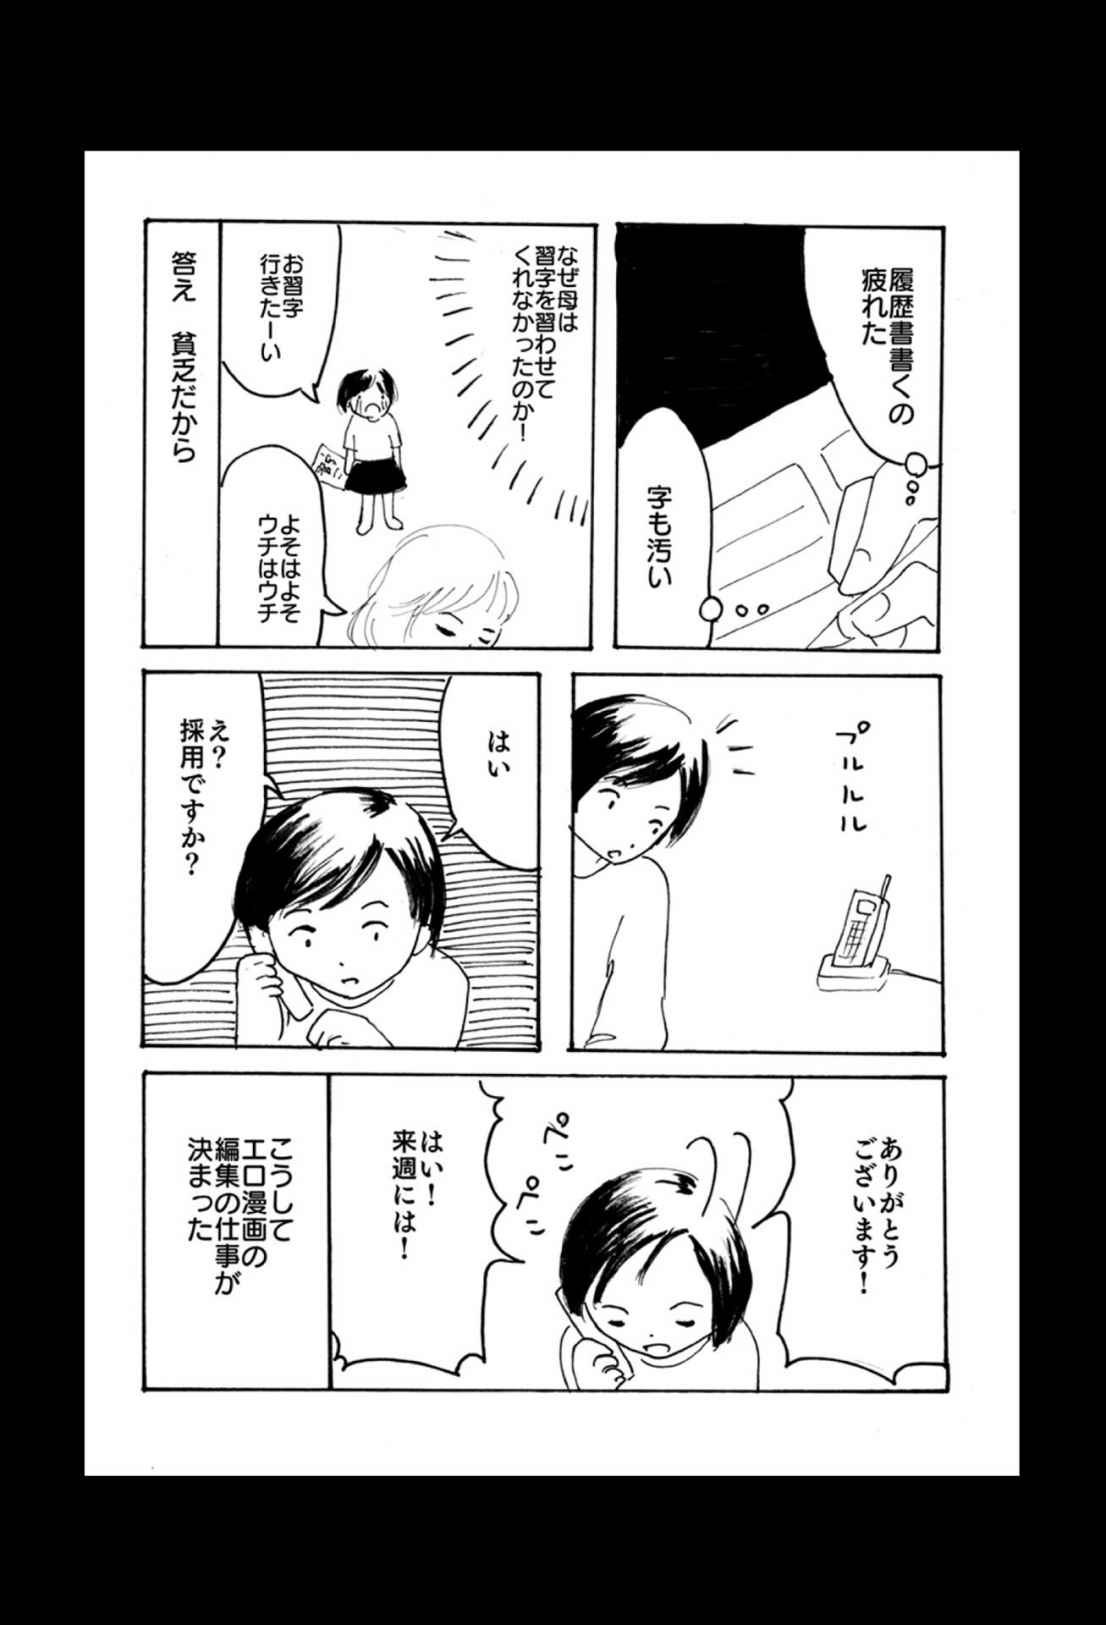 履歴書書くの
疲れた
字も汚い
なぜ母は
習字を習わせて
くれなかったのか！
お習字
行きたーい
よそはよそ
ウチはウチ
答え　貧乏だから
プルルルル
はい
え？
採用ですか？
ありがとう
ございます！
ペこ
ペこ
はい！
来週には！
こうして
エロ漫画の
編集の仕事が
決まった